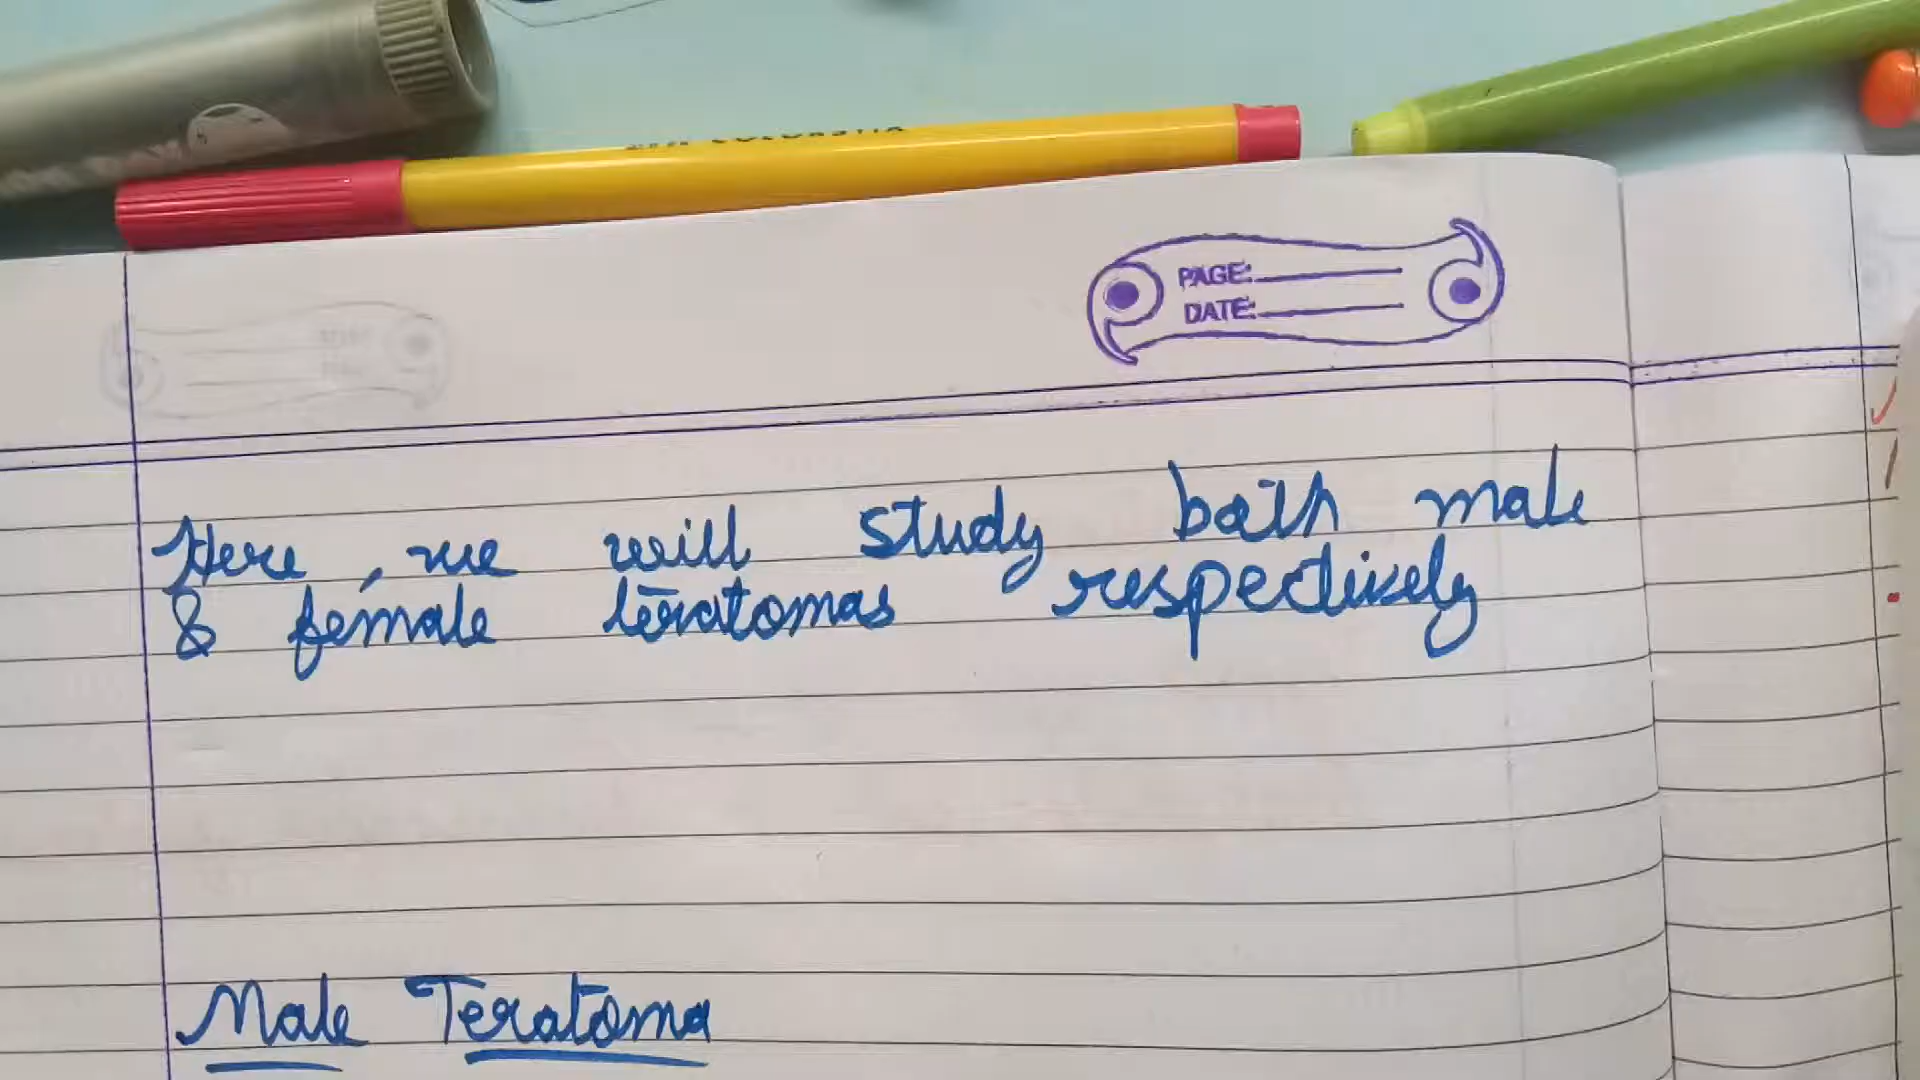 PAGE:
DATE:
Here, we will study both male
& female teratomas respectively
Male Teratoma